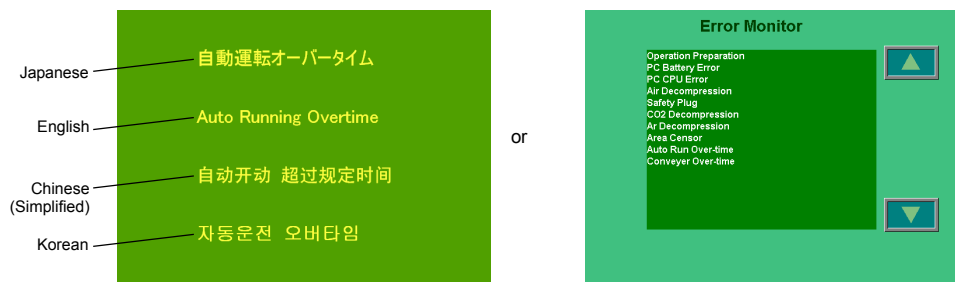 Japanese
自動運転オーバータイム
English
Auto Running Overtime
Chinese
(Simplified)
自动开动 超过规定时间
Korean
자동운전 오버타임
or
Error Monitor
Operation Preparation
PC Battery Error
PC CPU Error
Air Decompression
Safety Plug
CO2 Decompression
Ar Decompression
Area Censor
Auto Run Over-time
Conveyer Over-time